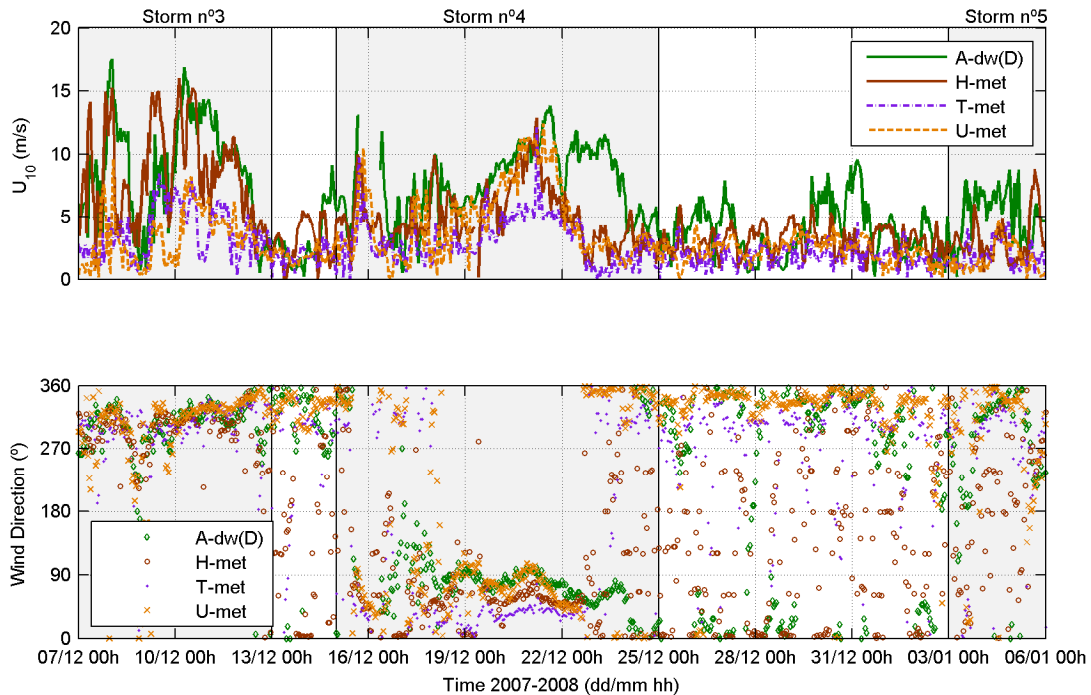 Storm nº3 Storm nº4 Storm nº5
20
15
10
5
0
U10 (m/s)
A-dw(D)
H-met
T-met
U-met
360
270
180
90
0
Wind Direction (º)
A-dw(D)
H-met
T-met
U-met
07/12 00h 10/12 00h 13/12 00h 16/12 00h 19/12 00h 22/12 00h 25/12 00h 28/12 00h 31/12 00h 03/01 00h 06/01 00h
Time 2007-2008 (dd/mm hh)